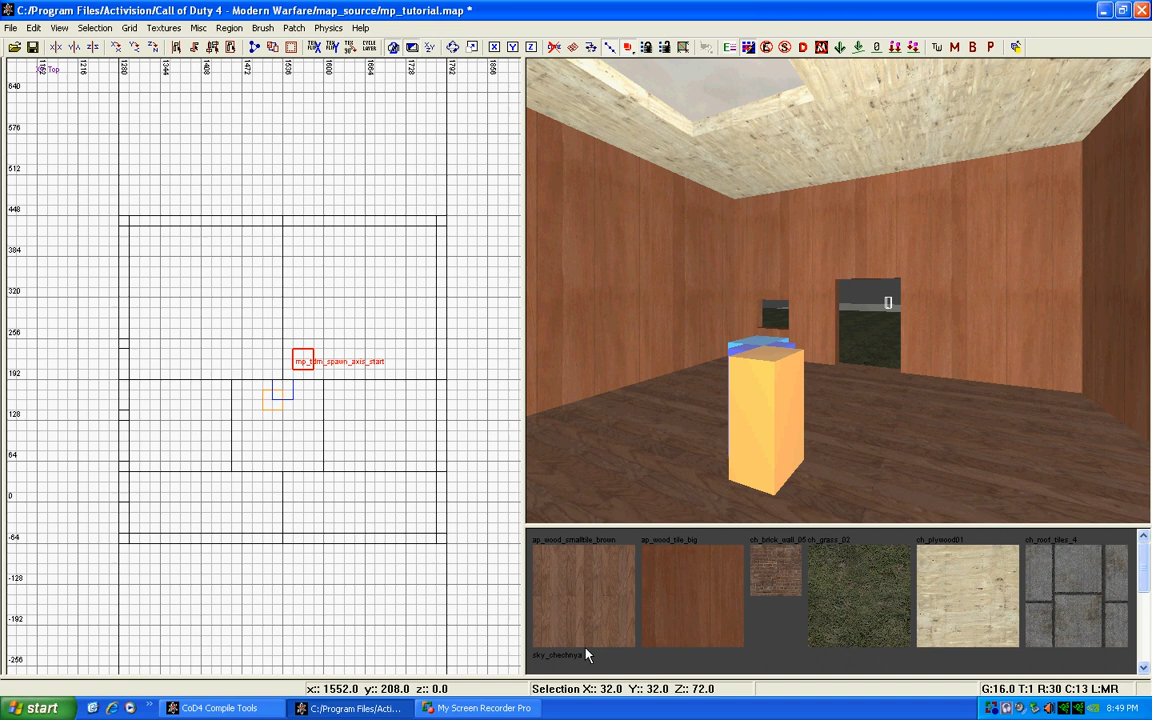 C:/Program Files/Activision/Call of Duty 4 - Modern Warfare/map_source/mp_tutorial.map *
File Edit View Selection Grid Textures Misc Region Brush Patch Physics Help
Top
1216 1280 1344 1408 1472 1536 1600 1664 1728 1792 1856
640
576
512
448
384
320
256
192
128
64
0
-64
-128
-192
-256
mp_tdm_spawn_axis_start
ap_wood_smalltile_brown ap_wood_tile_big ch_brick_wall_05 ch_grass_02 ch_plywood01 ch_roof_tiles_4
sky_cheshnya
x:: 1552.0 y:: 208.0 z:: 0.0 Selection X:: 32.0 Y:: 32.0 Z:: 72.0 G:16.0 T:1 R:30 C:13 L:MR
start CoD4 Compile Tools C:/Program Files/Acti... My Screen Recorder Pro 8:49 PM